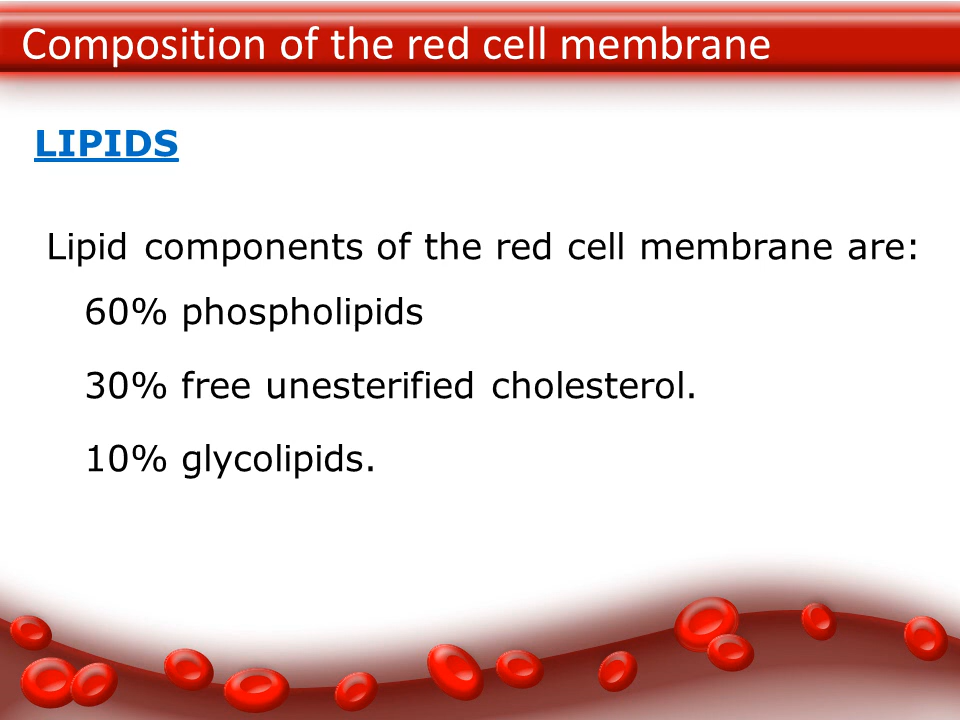 Composition of the red cell membrane
LIPIDS
Lipid components of the red cell membrane are:
60% phospholipids
30% free unesterified cholesterol.
10% glycolipids.